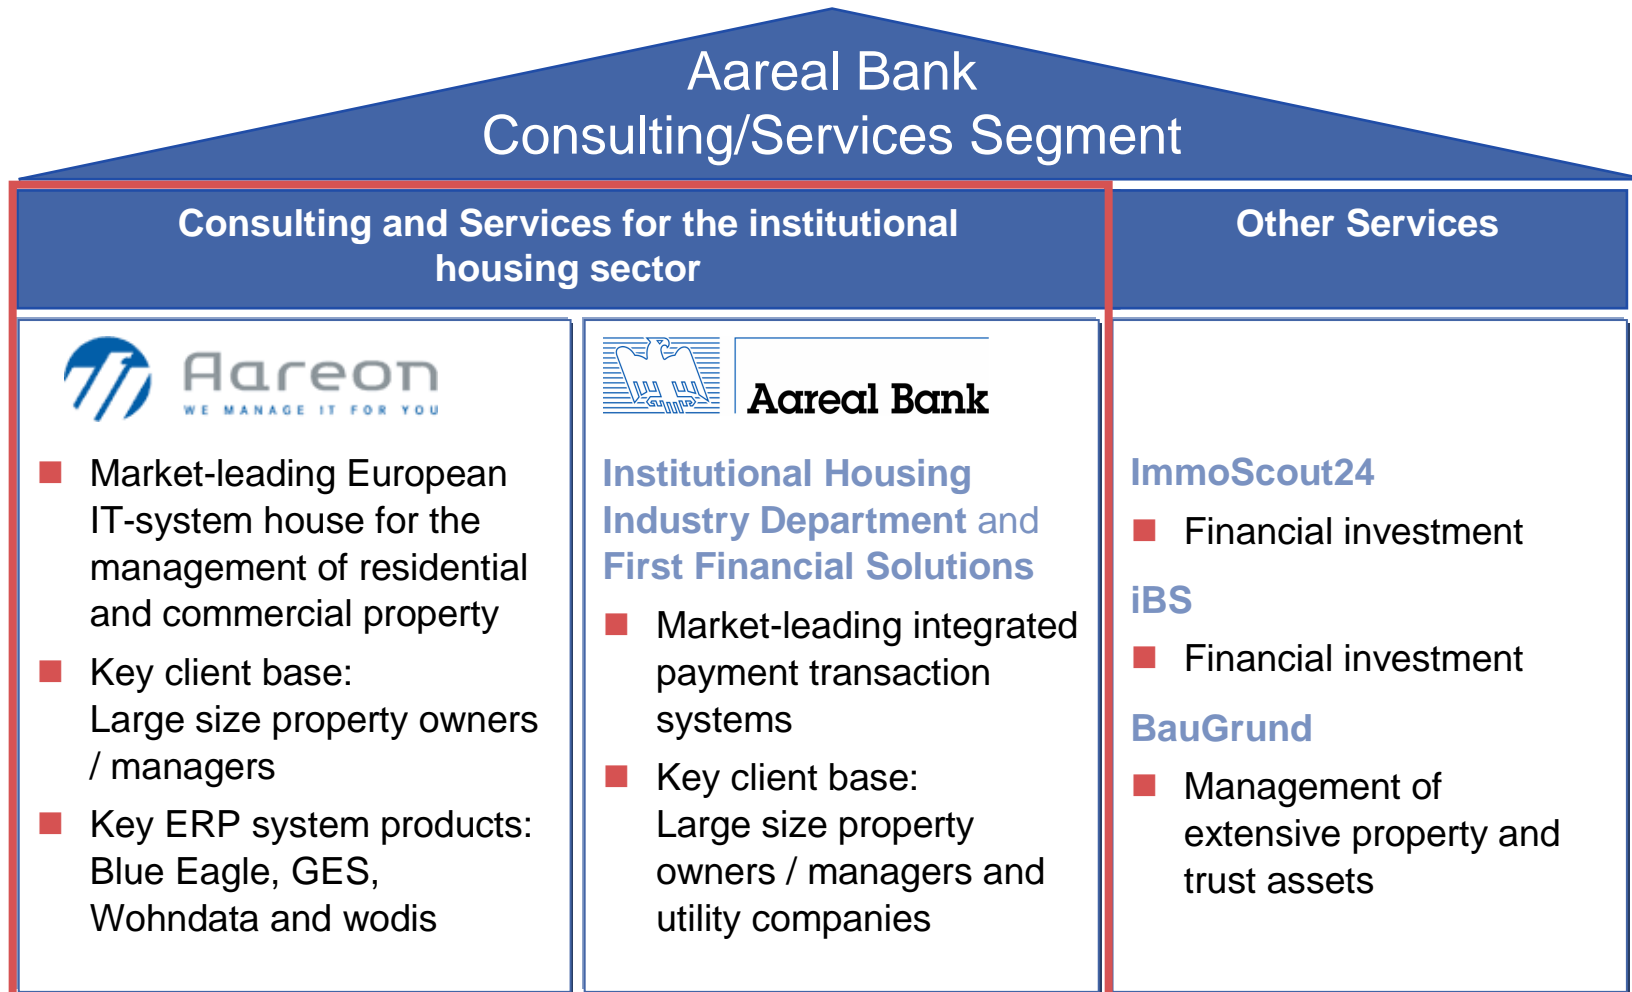 Aareal Bank
Consulting/Services Segment
Consulting and Services for the institutional
housing sector
Other Services
Aareon
WE MANAGE IT FOR YOU
Market-leading European
IT-system house for the
management of residential
and commercial property
Key client base:
Large size property owners
/ managers
Key ERP system products:
Blue Eagle, GES,
Wohndata and wodis
Aareal Bank
Institutional Housing
Industry Department and
First Financial Solutions
Market-leading integrated
payment transaction
systems
Key client base:
Large size property
owners / managers and
utility companies
ImmoScout24
Financial investment
iBS
Financial investment
BauGrund
Management of
extensive property and
trust assets